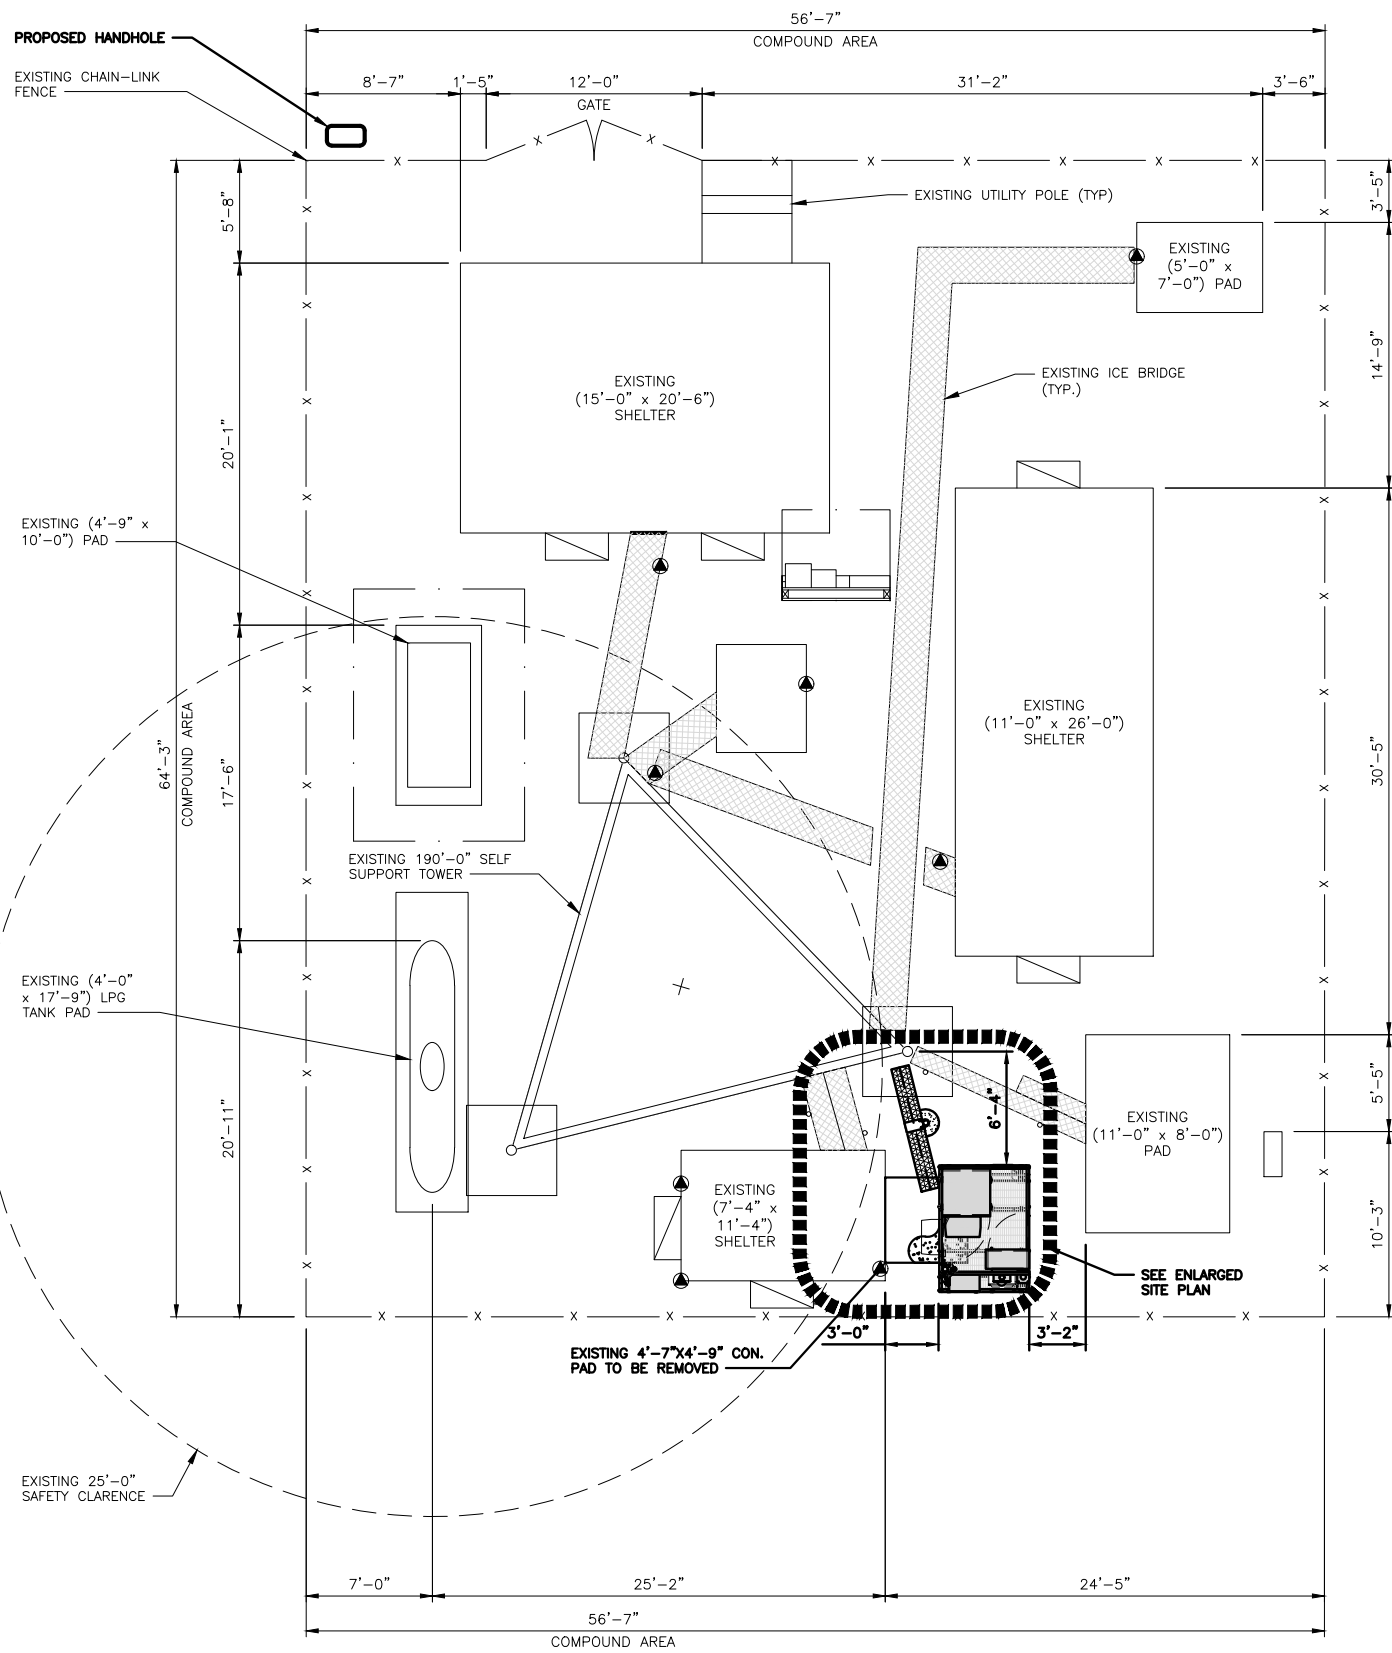 56'-7"
COMPOUND AREA
PROPOSED HANDHOLE
EXISTING CHAIN-LINK
FENCE
8'-7"
1'-5"
12'-0"
GATE
31'-2"
3'-6"
X X X X X X X X X
EXISTING UTILITY POLE (TYP)
5'-8"
3'-5"
EXISTING
(5'-0" x
7'-0") PAD
EXISTING
(15'-0" x 20'-6")
SHELTER
EXISTING ICE BRIDGE
(TYP.)
14'-9"
20'-1"
EXISTING (4'-9" x
10'-0") PAD
64'-3"
COMPOUND AREA
17'-6"
EXISTING
(11'-0" x 26'-0")
SHELTER
30'-5"
EXISTING 190'-0" SELF
SUPPORT TOWER
EXISTING (4'-0"
x 17'-9") LPG
TANK PAD
20'-11"
6'-4"
EXISTING
(11'-0" x 8'-0")
PAD
5'-5"
10'-3"
EXISTING
(7'-4" x
11'-4")
SHELTER
SEE ENLARGED
SITE PLAN
3'-0"
3'-2"
EXISTING 4'-7"X4'-9" CON.
PAD TO BE REMOVED
EXISTING 25'-0"
SAFETY CLARENCE
7'-0"
25'-2"
24'-5"
56'-7"
COMPOUND AREA